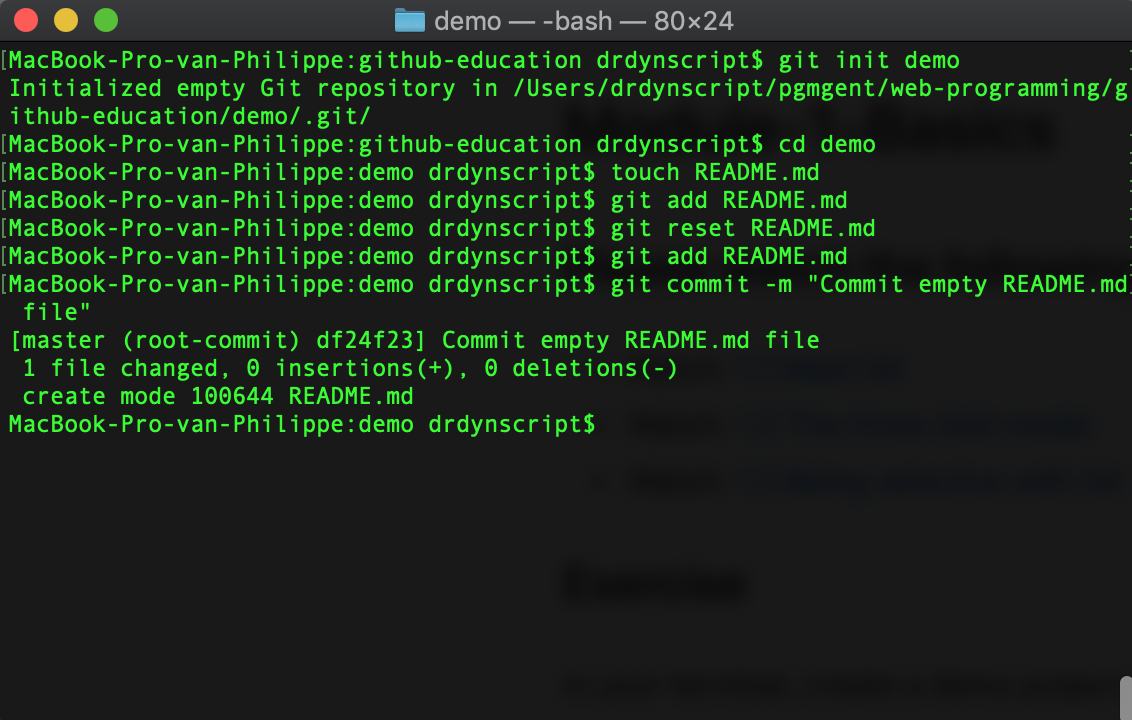 demo — -bash — 80×24
[MacBook-Pro-van-Philippe:github-education drdynscript$ git init demo
Initialized empty Git repository in /Users/drdynscript/pgmgent/web-programming/g
ithub-education/demo/.git/
[MacBook-Pro-van-Philippe:github-education drdynscript$ cd demo
[MacBook-Pro-van-Philippe:demo drdynscript$ touch README.md
[MacBook-Pro-van-Philippe:demo drdynscript$ git add README.md
[MacBook-Pro-van-Philippe:demo drdynscript$ git reset README.md
[MacBook-Pro-van-Philippe:demo drdynscript$ git add README.md
[MacBook-Pro-van-Philippe:demo drdynscript$ git commit -m "Commit empty README.md]
 file"
[master (root-commit) df24f23] Commit empty README.md file
 1 file changed, 0 insertions(+), 0 deletions(-)
 create mode 100644 README.md
MacBook-Pro-van-Philippe:demo drdynscript$
Exercise